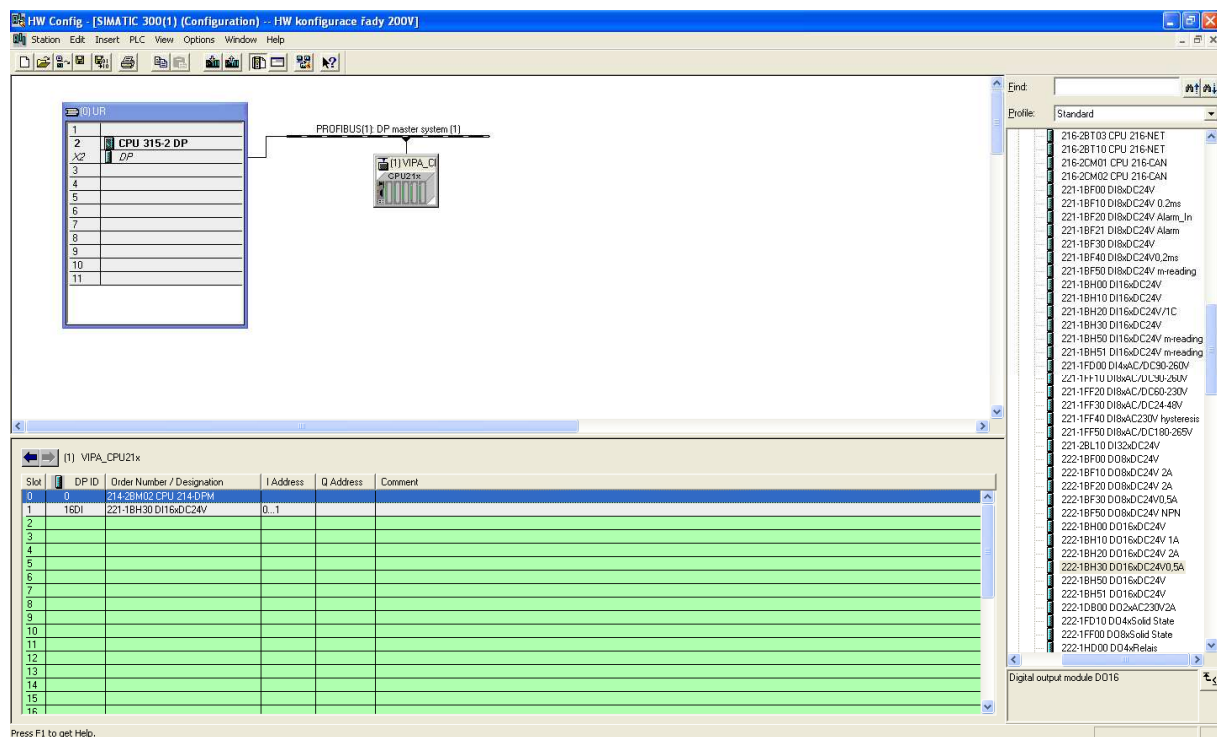 HW Config - [SIMATIC 300(1) (Configuration) -- HW konfigurace řady 200V]
Station Edit Insert PLC View Options Window Help
(0) UR
1
2 CPU 315-2 DP
X2 DP
3
4
5
6
7
8
9
10
11
PROFIBUS(1): DP master system (1)
(1) VIPA_CI
CPU21x
Find:
Profile: Standard
216-2BT03 CPU 216-NET
216-2BT10 CPU 216-NET
216-2CM01 CPU 216-CAN
216-2CM02 CPU 216-CAN
221-1BF00 DI8xDC24V
221-1BF10 DI8xDC24V 0.2ms
221-1BF20 DI8xDC24V Alarm_In
221-1BF21 DI8xDC24V Alarm
221-1BF30 DI8xDC24V
221-1BF40 DI8xDC24V0,2ms
221-1BF50 DI8xDC24V m-reading
221-1BH00 DI16xDC24V
221-1BH10 DI16xDC24V
221-1BH20 DI16xDC24V/1C
221-1BH30 DI16xDC24V
221-1BH50 DI16xDC24V m-reading
221-1BH51 DI16xDC24V m-reading
221-1FD00 DI4xAC/DC90-260V
221-1FF10 DI8xAC/DC90-260V
221-1FF20 DI8xAC/DC60-230V
221-1FF30 DI8xAC/DC24-48V
221-1FF40 DI8xAC230V hysteresis
221-1FF50 DI8xAC/DC180-265V
221-2BL10 DI32xDC24V
222-1BF00 DO8xDC24V
222-1BF10 DO8xDC24V 2A
222-1BF20 DO8xDC24V 2A
222-1BF30 DO8xDC24V0,5A
222-1BF50 DO8xDC24V NPN
222-1BH00 DO16xDC24V
222-1BH10 DO16xDC24V 1A
222-1BH20 DO16xDC24V 2A
222-1BH30 DO16xDC24V0,5A
222-1BH50 DO16xDC24V
222-1BH51 DO16xDC24V
222-1DB00 DO2xAC230V2A
222-1FD10 DO4xSolid State
222-1FF00 DO8xSolid State
222-1HD00 DO4xRelais
Digital output module DO16
(1) VIPA_CPU21x
Slot DP ID Order Number / Designation I Address Q Address Comment
0 0 214-2BM02 CPU 214-DPM
1 16DI 221-1BH30 DI16xDC24V 0...1
2
3
4
5
6
7
8
9
10
11
12
13
14
15
16
Press F1 to get Help.